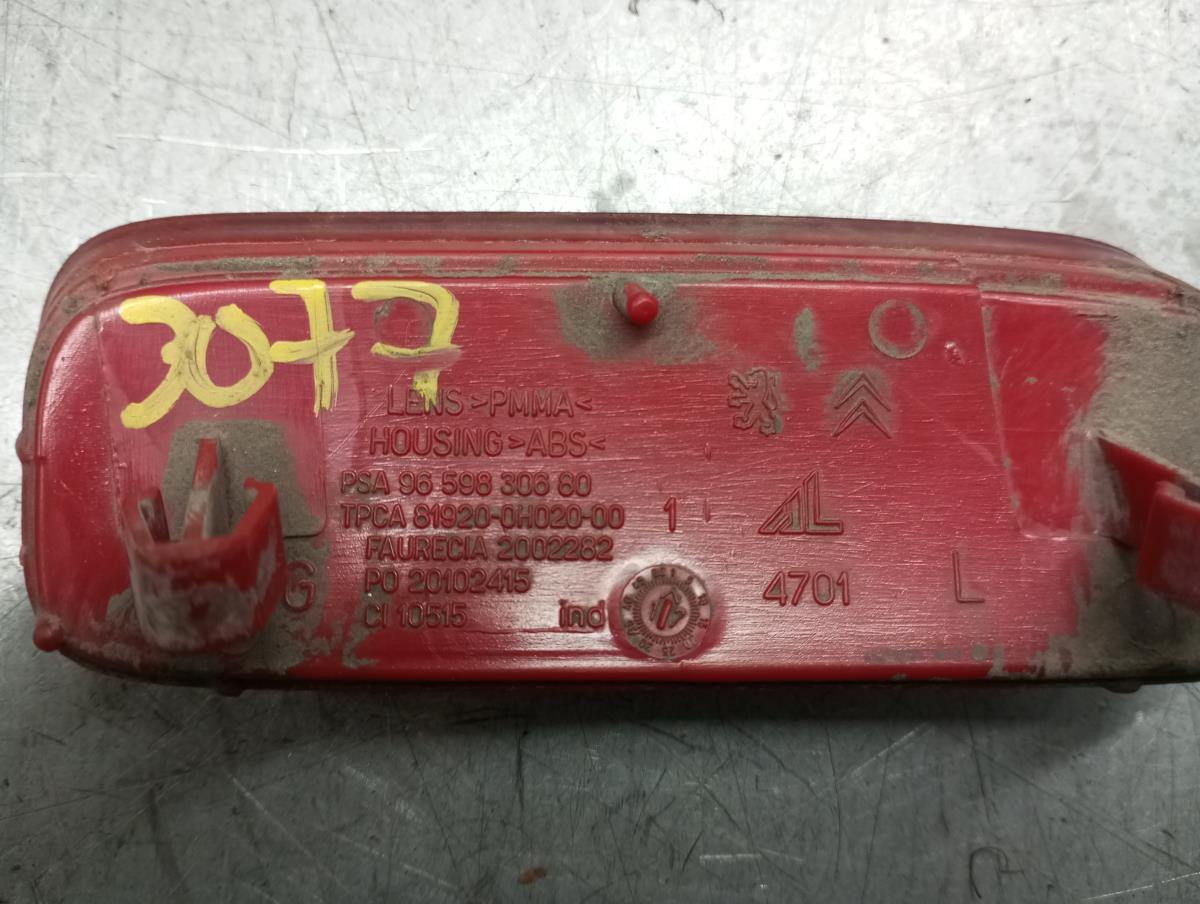 3077
LENS >PMMA<
HOUSING >ABS<
PSA 96 598 306 80
TPCA 81920-0H020-00 1
FAURECIA 2002282
PO 20102415
G CI 10515 ind
AL
4701 L